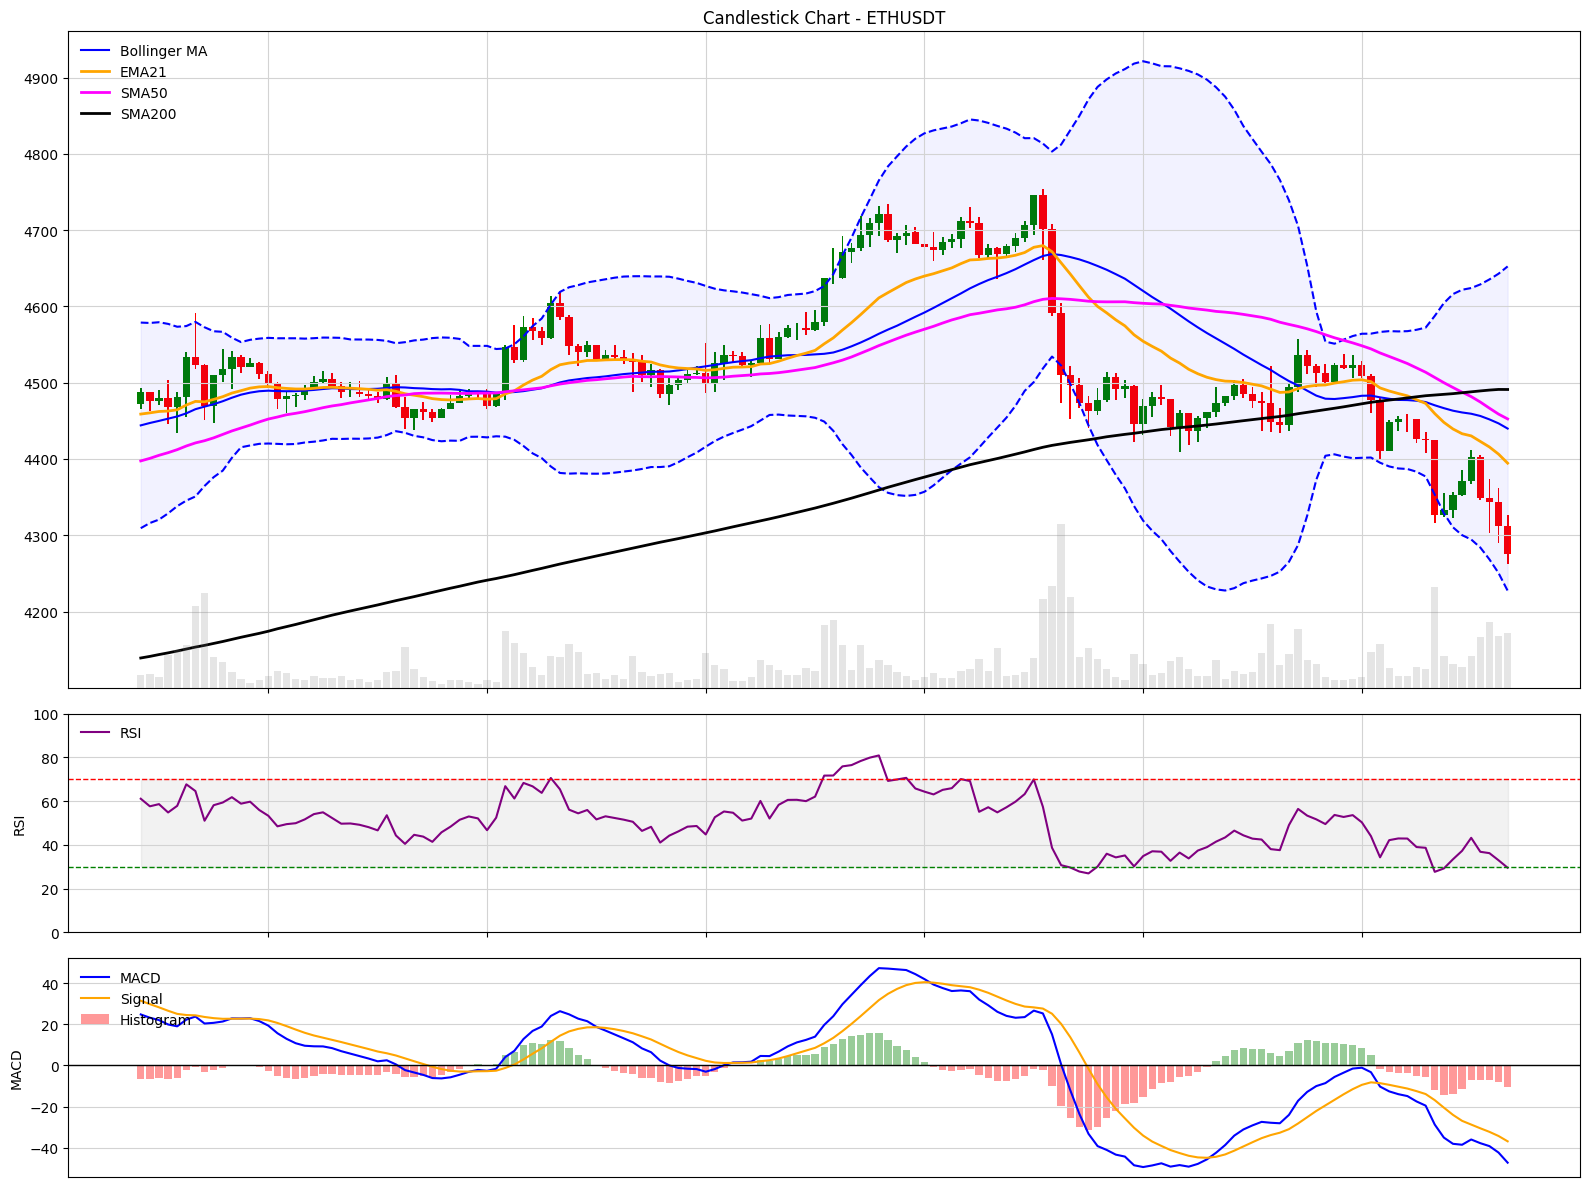 Candlestick Chart - ETHUSDT
Bollinger MA
EMA21
SMA50
SMA200
4900
4800
4700
4600
4500
4400
4300
4200
RSI
100
80
60
40
20
0
RSI
MACD
Signal
Histogram
40
20
0
−20
−40
MACD